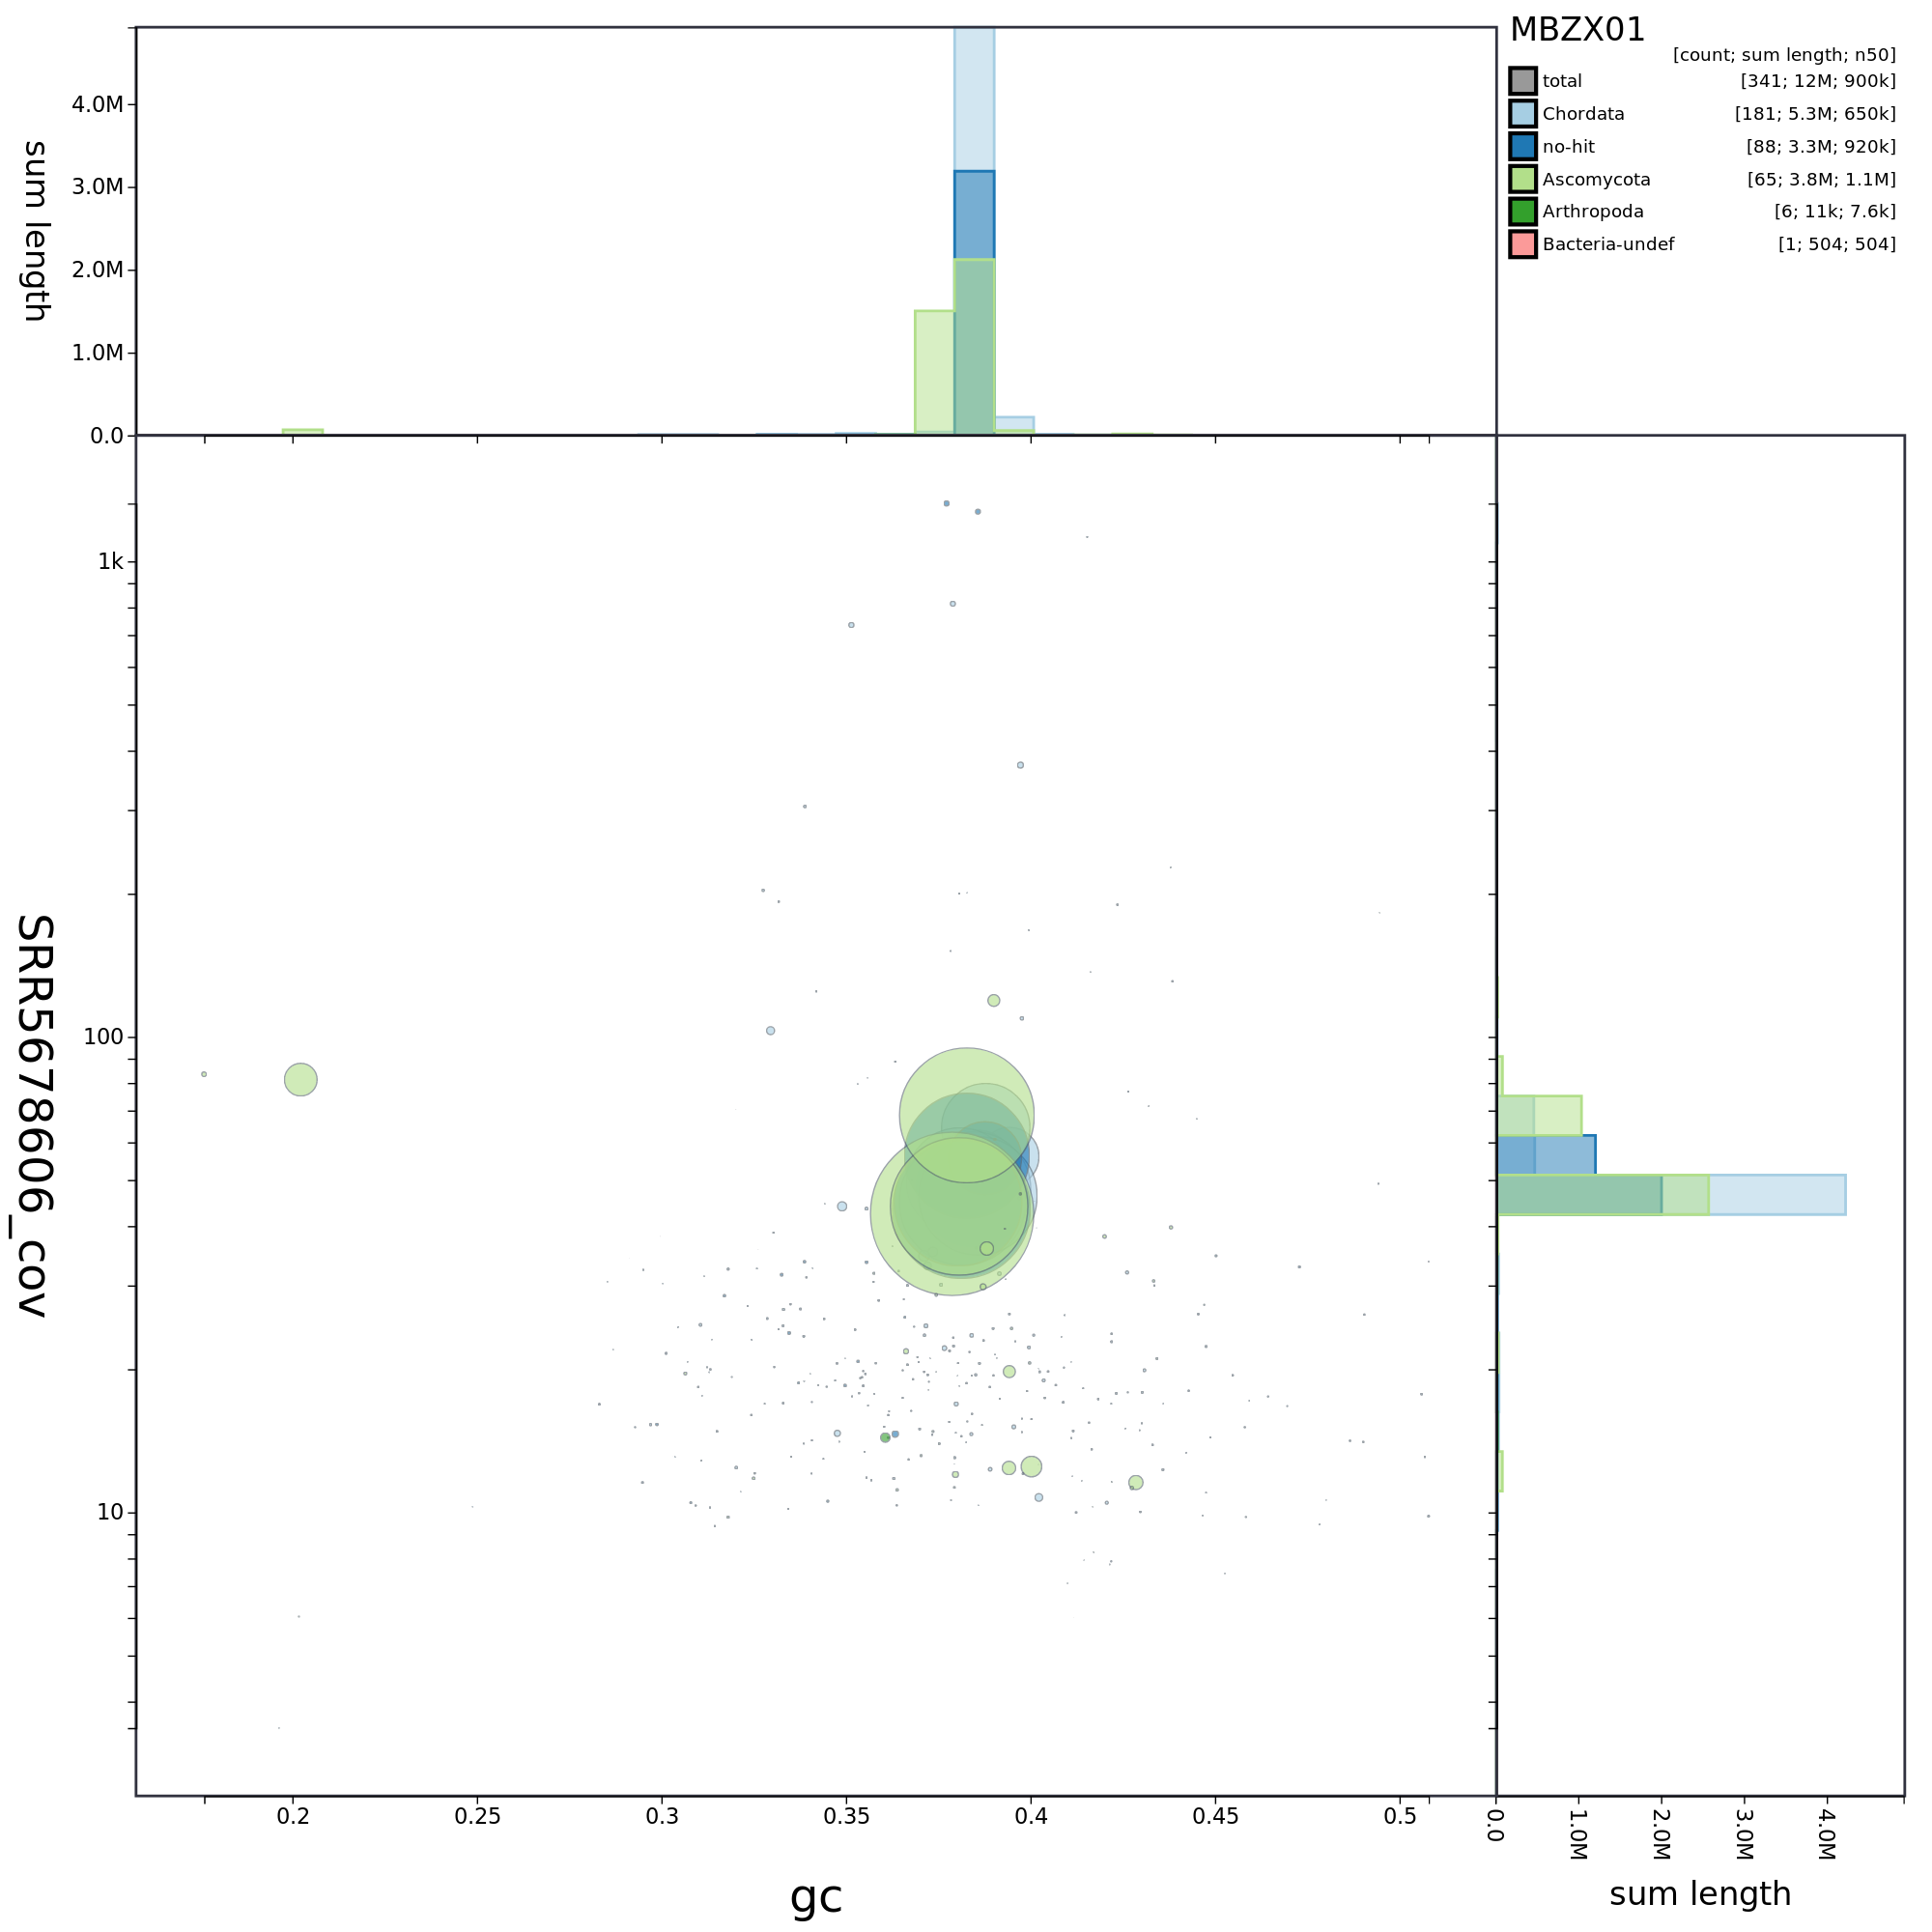 MBZX01
[count; sum length; n50]
total [341; 12M; 900k]
Chordata [181; 5.3M; 650k]
no-hit [88; 3.3M; 920k]
Ascomycota [65; 3.8M; 1.1M]
Arthropoda [6; 11k; 7.6k]
Bacteria-undef [1; 504; 504]
sum length
4.0M
3.0M
2.0M
1.0M
0.0
SRR5678606_cov
1k
100
10
0.2 0.25 0.3 0.35 0.4 0.45 0.5
gc
0.0 1.0M 2.0M 3.0M 4.0M
sum length